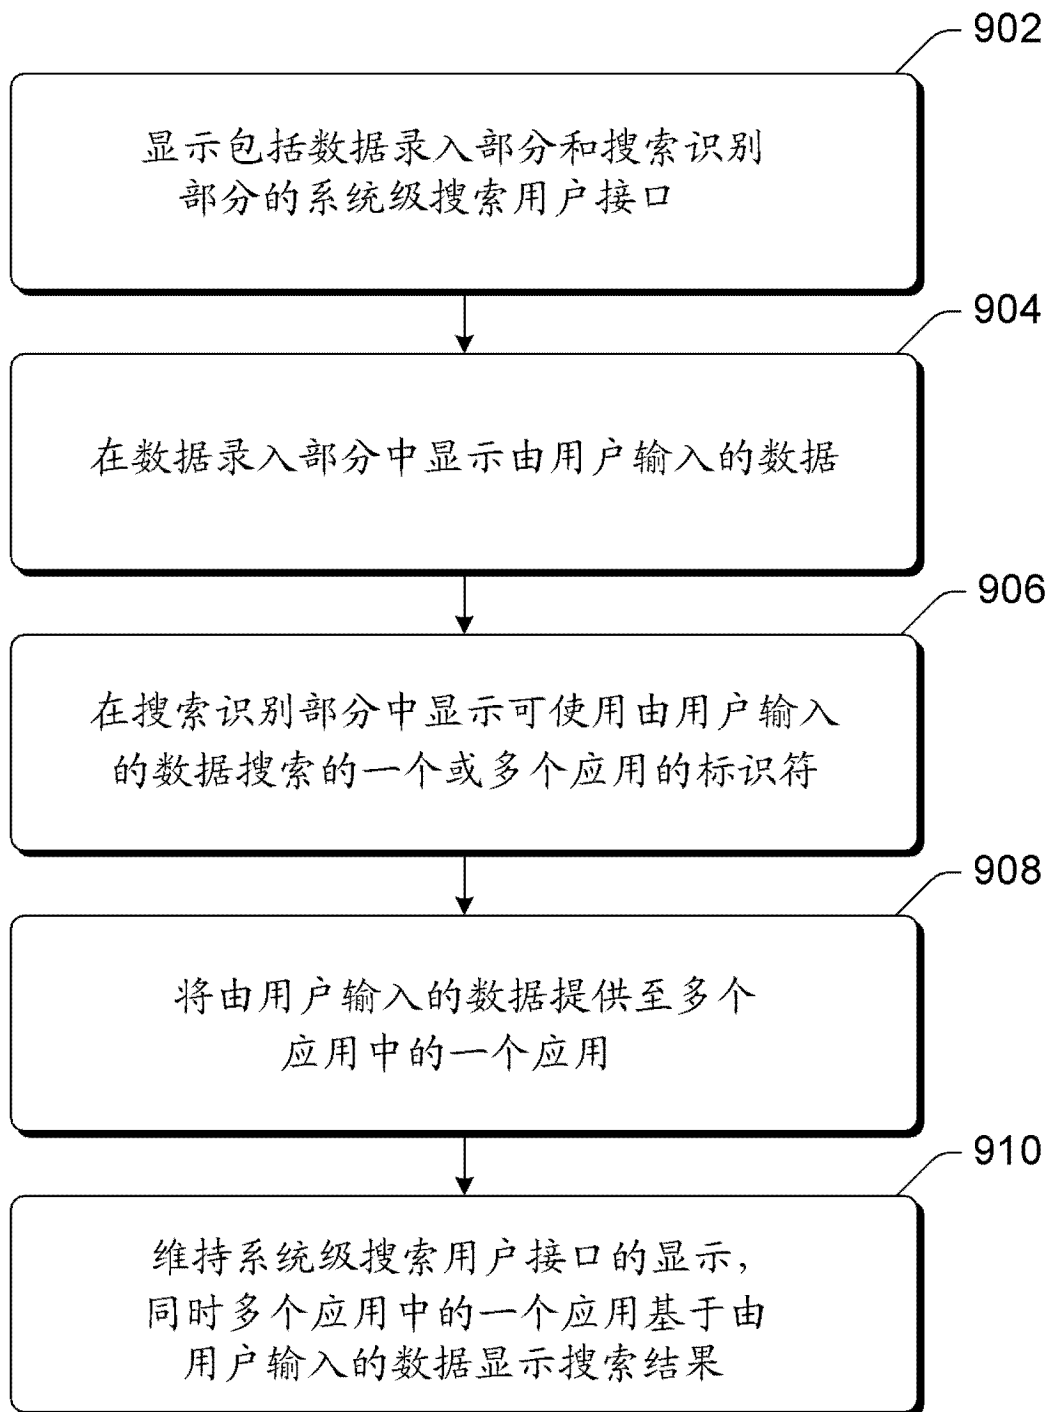 902
显示包括数据录入部分和搜索识别
部分的系统级搜索用户接口
904
在数据录入部分中显示由用户输入的数据
906
在搜索识别部分中显示可使用由用户输入
的数据搜索的一个或多个应用的标识符
908
将由用户输入的数据提供至多个
应用中的一个应用
910
维持系统级搜索用户接口的显示，
同时多个应用中的一个应用基于由
用户输入的数据显示搜索结果